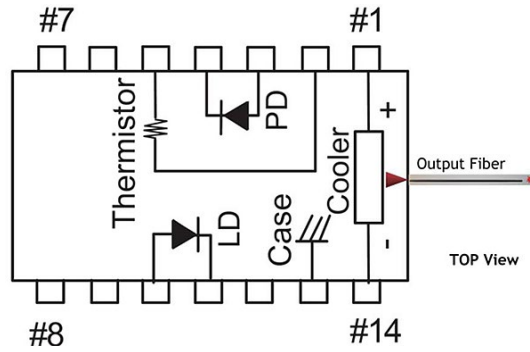 #7
#1
Thermistor
PD
+
Cooler
-
Output Fiber
LD
Case
TOP View
#8
#14